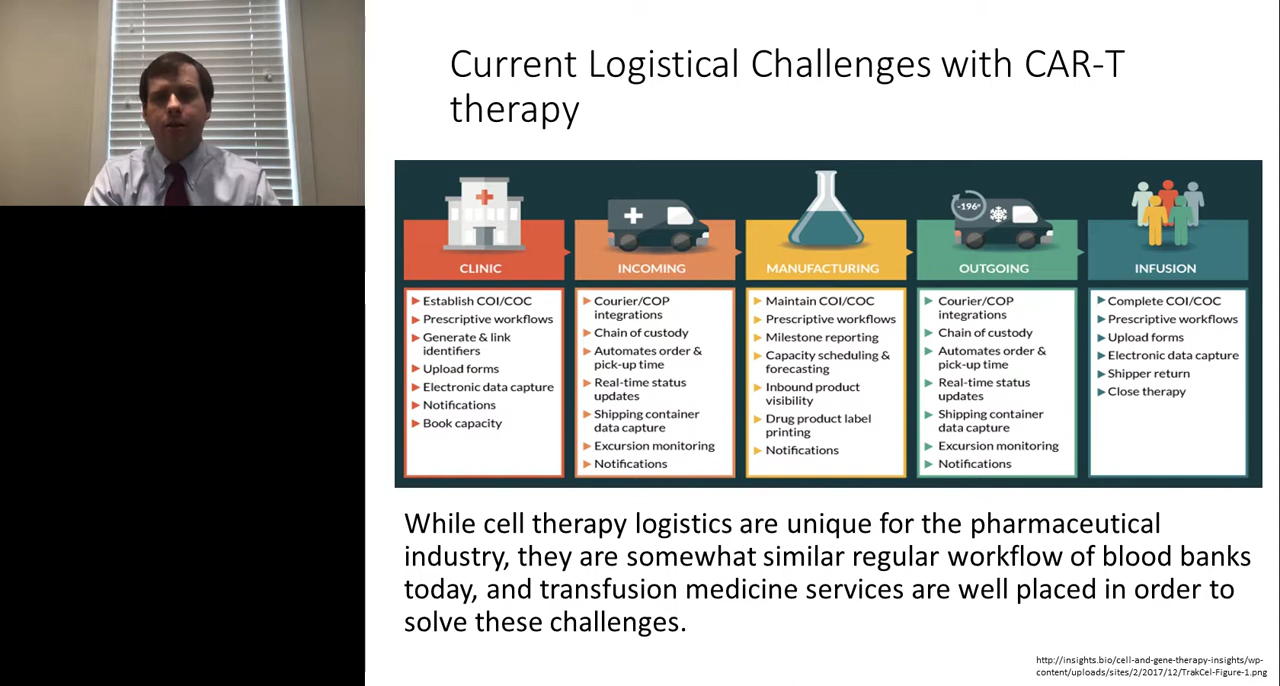 Current Logistical Challenges with CAR-T
therapy
-196°
CLINIC
Establish COI/COC
Prescriptive workflows
Generate & link
identifiers
Upload forms
Electronic data capture
Notifications
Book capacity
INCOMING
Courier/COP
integrations
Chain of custody
Automates order &
pick-up time
Real-time status
updates
Shipping container
data capture
Excursion monitoring
Notifications
MANUFACTURING
Maintain COI/COC
Prescriptive workflows
Milestone reporting
Capacity scheduling &
forecasting
Inbound product
visibility
Drug product label
printing
Notifications
OUTGOING
Courier/COP
integrations
Chain of custody
Automates order &
pick-up time
Real-time status
updates
Shipping container
data capture
Excursion monitoring
Notifications
INFUSION
Complete COI/COC
Prescriptive workflows
Upload forms
Electronic data capture
Shipper return
Close therapy
While cell therapy logistics are unique for the pharmaceutical
industry, they are somewhat similar regular workflow of blood banks
today, and transfusion medicine services are well placed in order to
solve these challenges.
http://insights.bio/cell-and-gene-therapy-insights/wp-
content/uploads/sites/2/2017/12/TrakCel-Figure-1.png